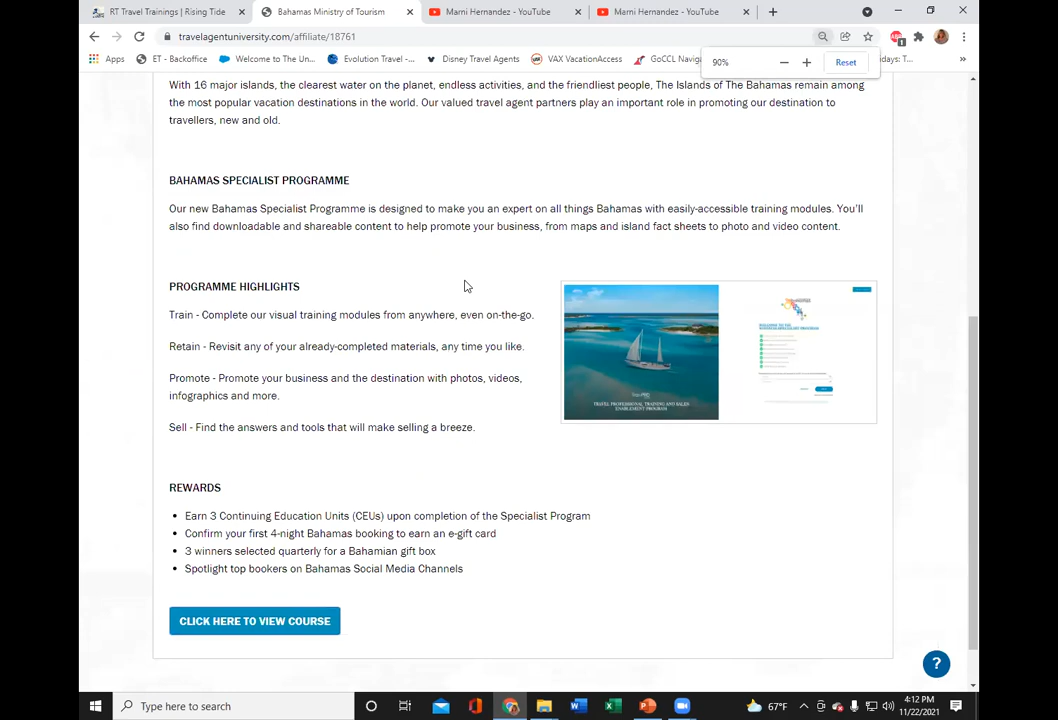 RT Travel Trainings | Rising Tide
Bahamas Ministry of Tourism
Marni Hernandez - YouTube
Marni Hernandez - YouTube
travelagentuniversity.com/affiliate/18761
Apps
ET - Backoffice
Welcome to The Un...
Evolution Travel -...
Disney Travel Agents
VAX VacationAccess
GoCCL Navig
idays: T...
»
90%
Reset
With 16 major islands, the clearest water on the planet, endless activities, and the friendliest people, The Islands of The Bahamas remain among
the most popular vacation destinations in the world. Our valued travel agent partners play an important role in promoting our destination to
travellers, new and old.
BAHAMAS SPECIALIST PROGRAMME
Our new Bahamas Specialist Programme is designed to make you an expert on all things Bahamas with easily-accessible training modules. You'll
also find downloadable and shareable content to help promote your business, from maps and island fact sheets to photo and video content.
PROGRAMME HIGHLIGHTS
Train - Complete our visual training modules from anywhere, even on-the-go.
Retain - Revisit any of your already-completed materials, any time you like.
Promote - Promote your business and the destination with photos, videos,
infographics and more.
Sell - Find the answers and tools that will make selling a breeze.
TRAVEL PROFESSIONAL TRAINING AND SALES
ENABLEMENT PROGRAM
REWARDS
• Earn 3 Continuing Education Units (CEUs) upon completion of the Specialist Program
• Confirm your first 4-night Bahamas booking to earn an e-gift card
• 3 winners selected quarterly for a Bahamian gift box
• Spotlight top bookers on Bahamas Social Media Channels
CLICK HERE TO VIEW COURSE
?
Type here to search
67°F
4:12 PM
11/22/2021